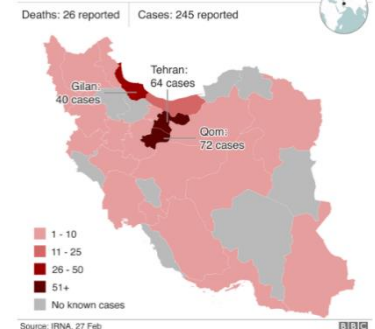 Deaths: 26 reported
Cases: 245 reported
Tehran:
64 cases
Gilan:
40 cases
Qom:
72 cases
1 - 10
11 - 25
26 - 50
51+
No known cases
Source: IRNA, 27 Feb
BBC